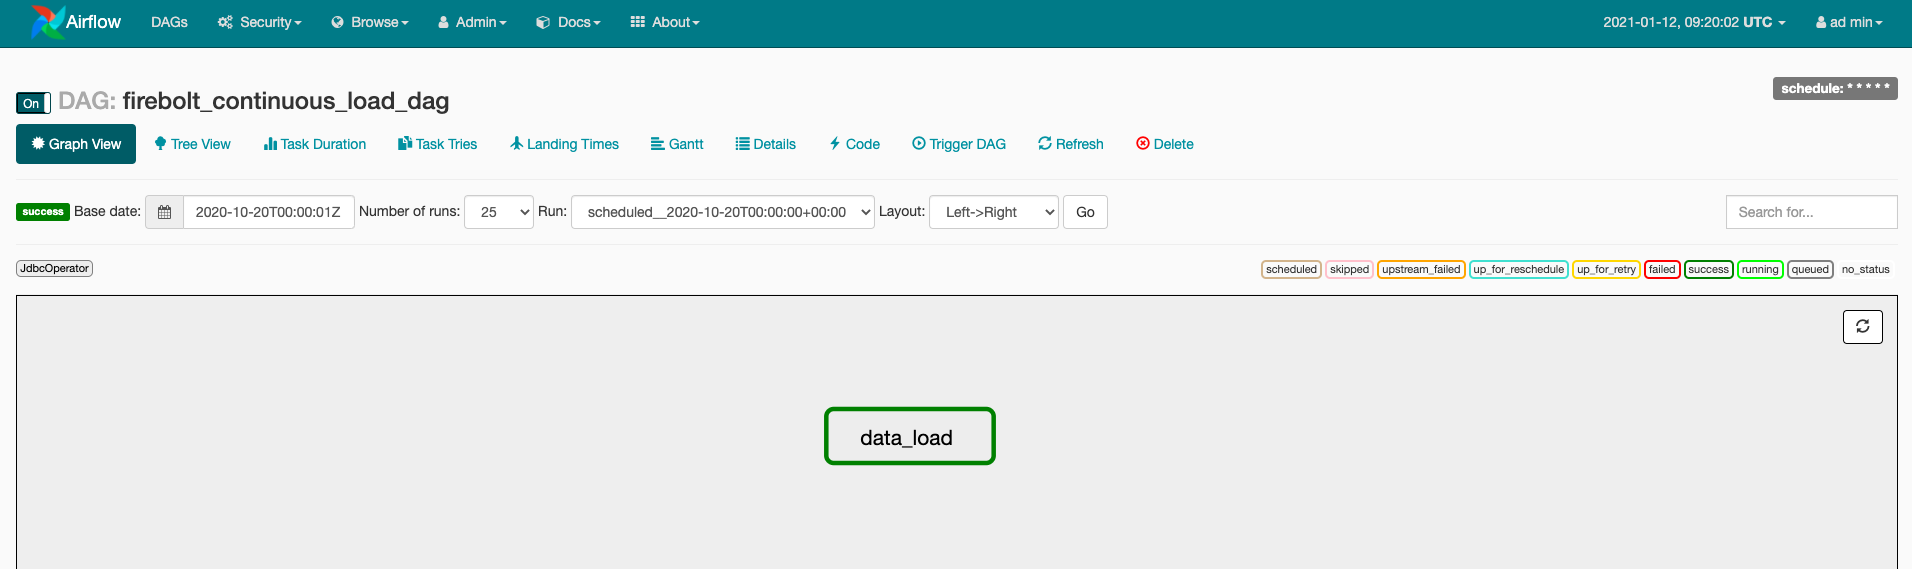 Airflow DAGs Security Browse Admin Docs About 2021-01-12, 09:20:02 UTC ad min
On DAG: firebolt_continuous_load_dag schedule: * * * * *
Graph View Tree View Task Duration Task Tries Landing Times Gantt Details Code Trigger DAG Refresh Delete
success Base date: 2020-10-20T00:00:01Z Number of runs: 25 Run: scheduled__2020-10-20T00:00:00+00:00 Layout: Left->Right Go Search for...
JdbcOperator scheduled skipped upstream_failed up_for_reschedule up_for_retry failed success running queued no_status
data_load